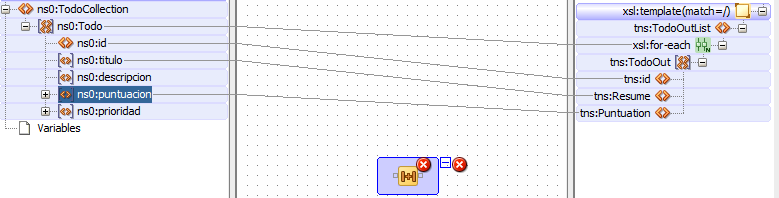 ns0:TodoCollection
ns0:Todo
ns0:id
ns0:titulo
ns0:descripcion
ns0:puntuacion
ns0:prioridad
Variables
xsl:template(match=/)
tns:TodoOutList
xsl:for-each
tns:TodoOut
tns:id
tns:Resume
tns:Puntuation